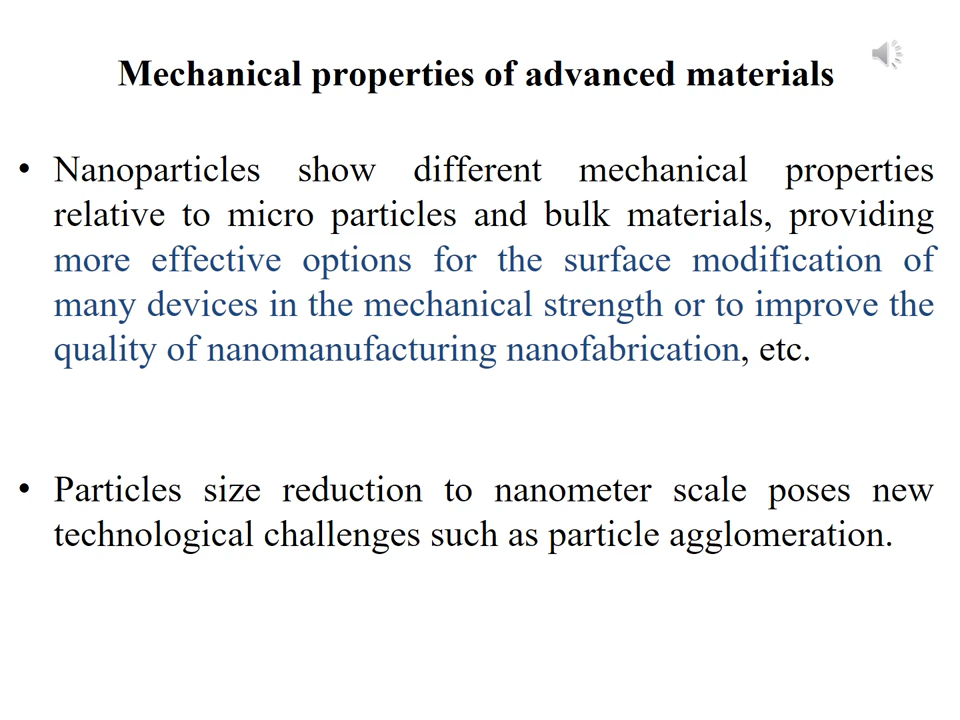 Mechanical properties of advanced materials
• Nanoparticles show different mechanical properties
relative to micro particles and bulk materials, providing
more effective options for the surface modification of
many devices in the mechanical strength or to improve the
quality of nanomanufacturing nanofabrication, etc.
• Particles size reduction to nanometer scale poses new
technological challenges such as particle agglomeration.